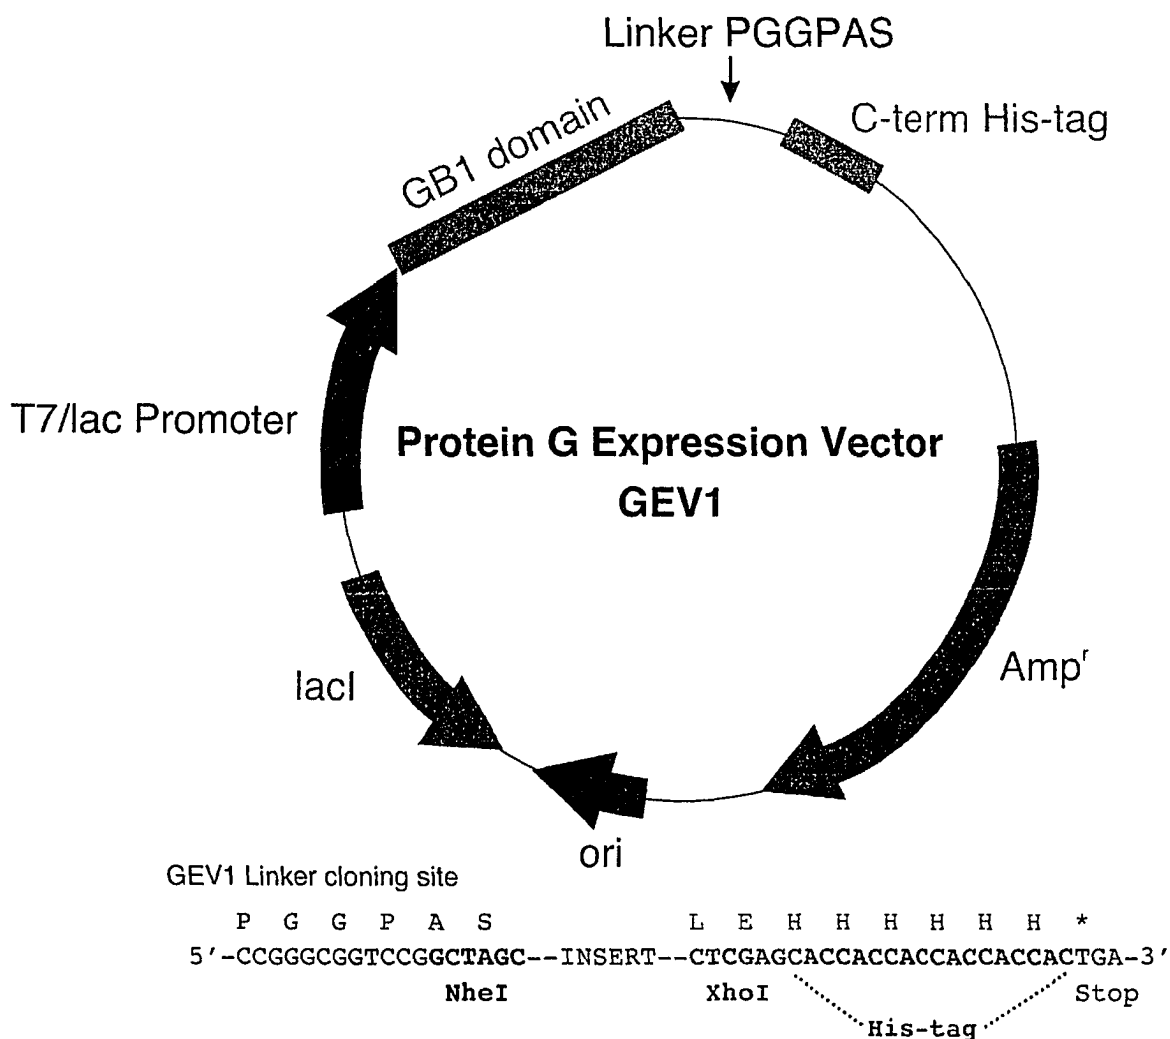 Linker PGGPAS
C-term His-tag
GB1 domain
T7/lac Promoter
Protein G Expression Vector
GEV1
lacI
Ampʳ
ori
GEV1 Linker cloning site
P G G P A S L E H H H H H H *
5′-CCGGGCGGTCCGGCTAGC--INSERT--CTCGAGCACCACCACCACCACCACTGA-3′
NheI XhoI Stop
His-tag